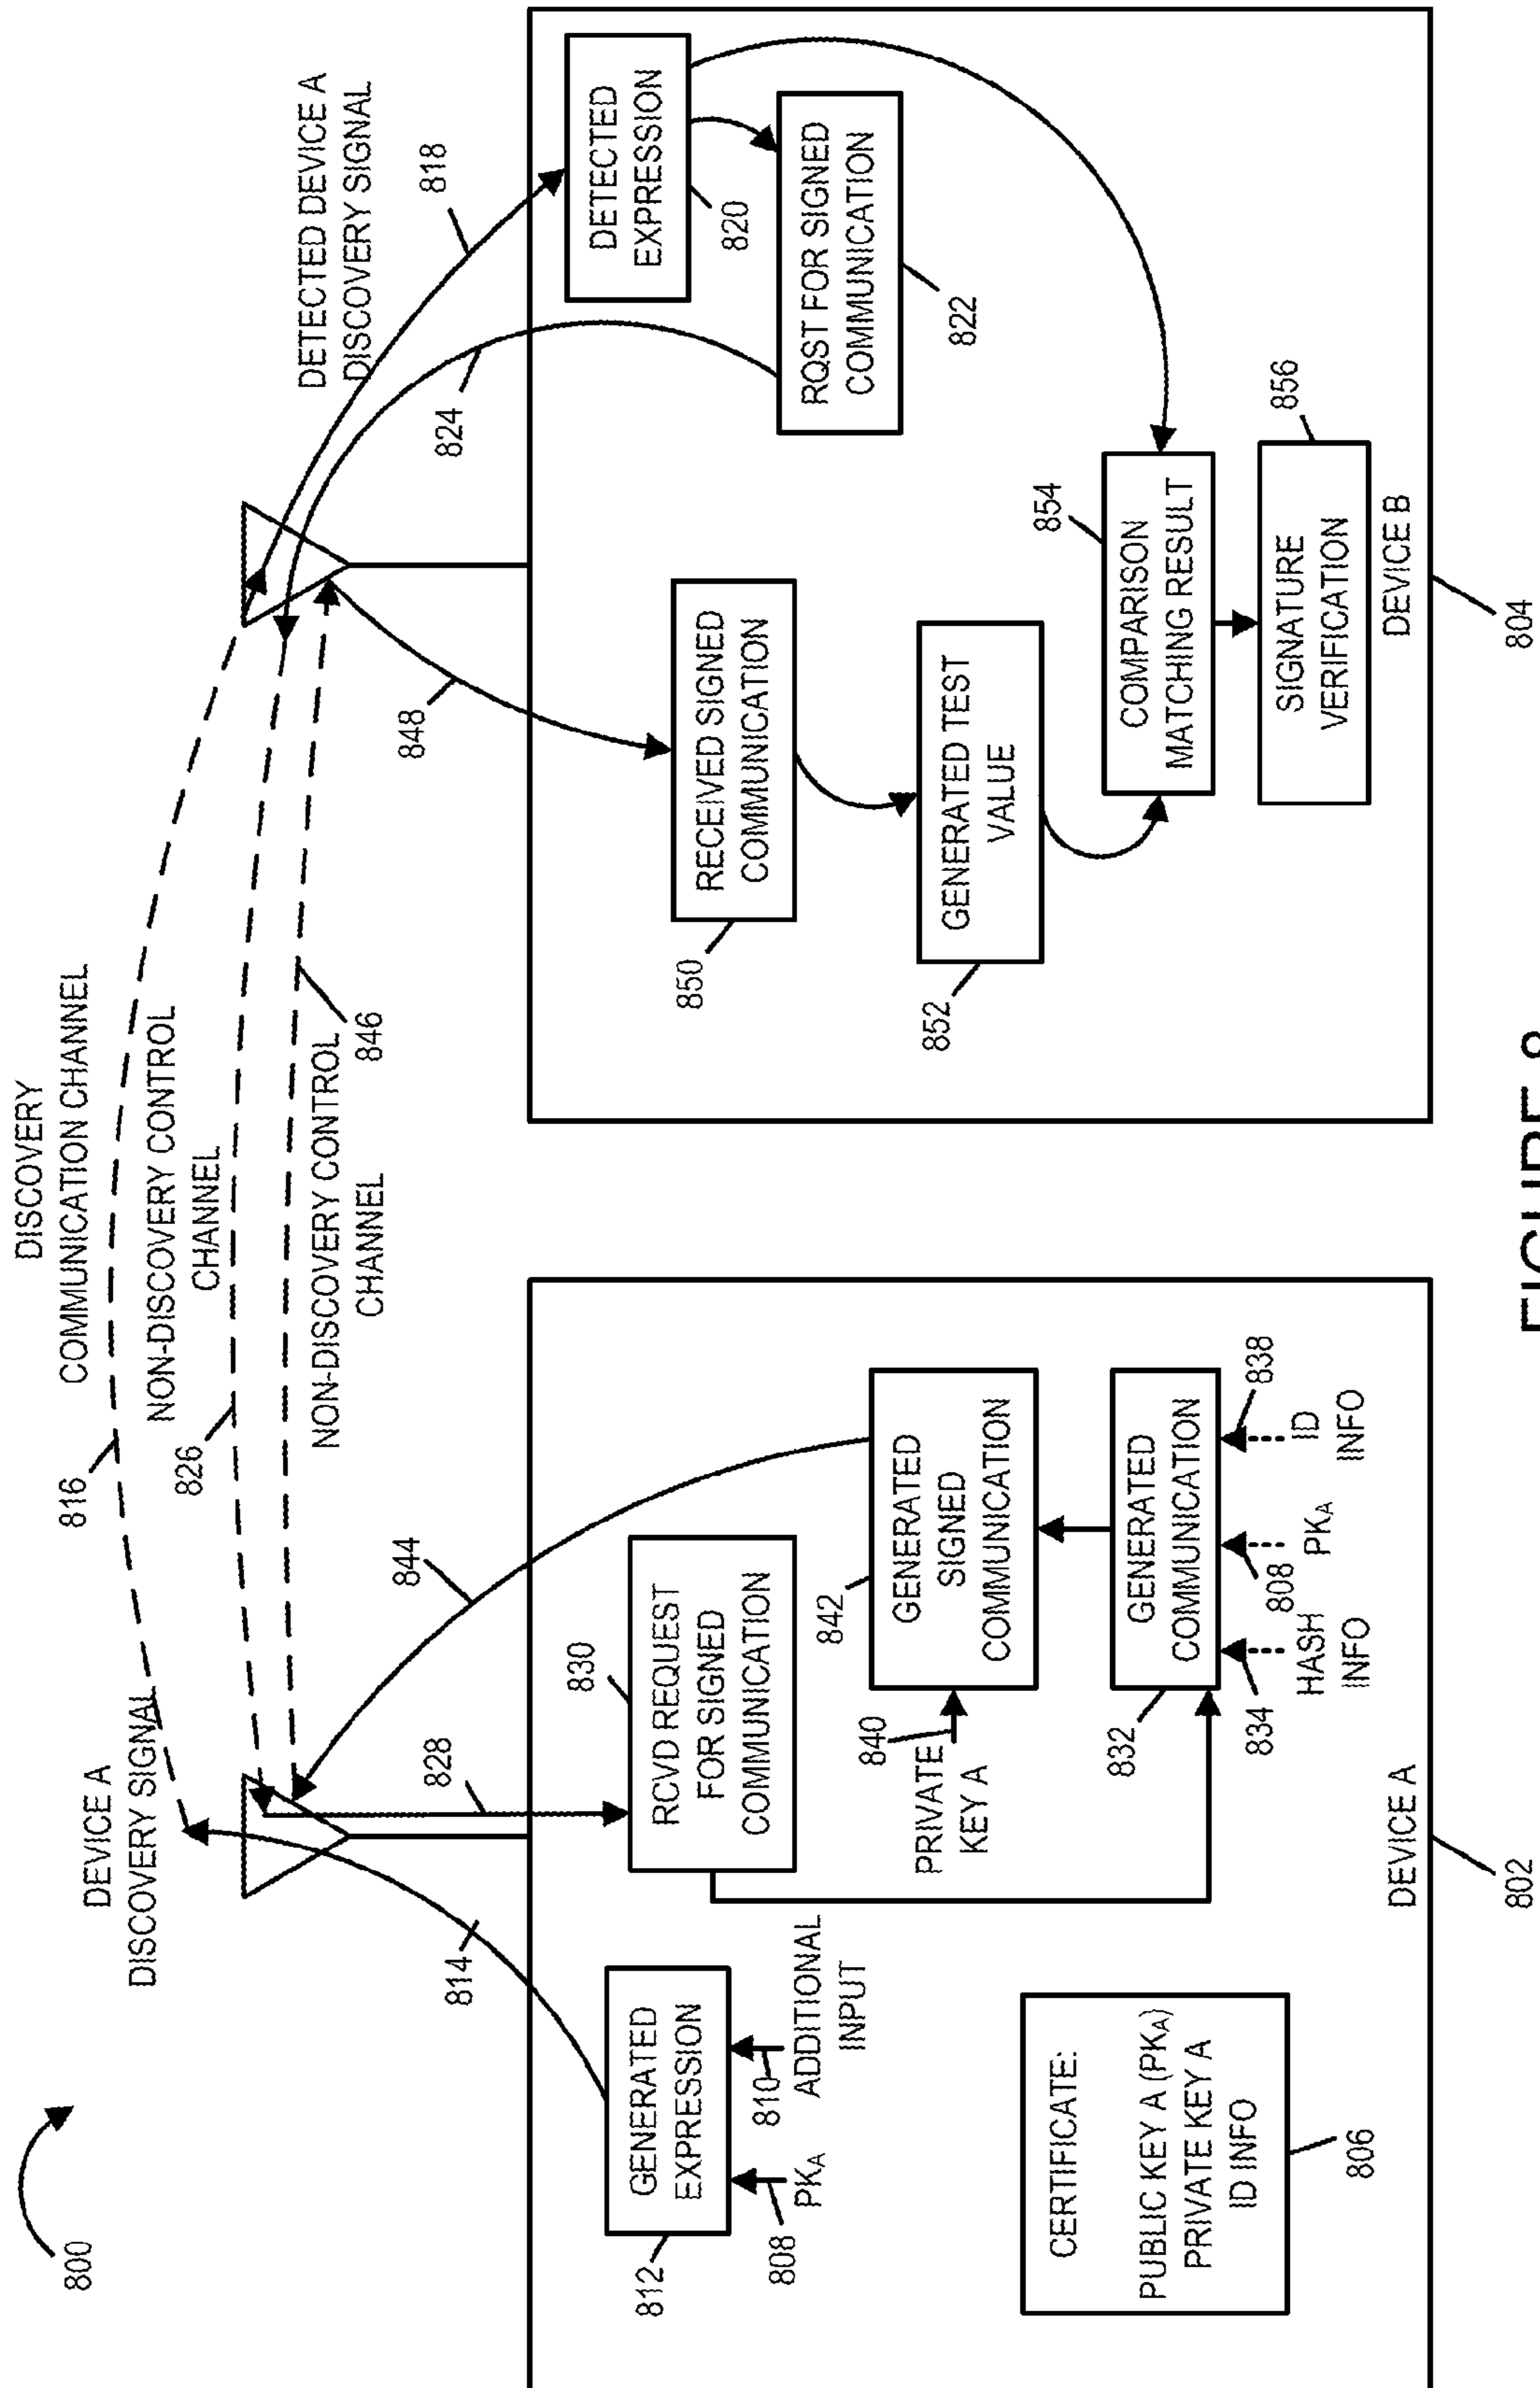 800
DEVICE A
DISCOVERY SIGNAL
816
DISCOVERY
COMMUNICATION CHANNEL
826
NON-DISCOVERY CONTROL
CHANNEL
NON-DISCOVERY CONTROL
CHANNEL
846
DETECTED DEVICE A
DISCOVERY SIGNAL
818
824
848
814
828
844
812
GENERATED
EXPRESSION
808
PKA
810
ADDITIONAL
INPUT
830
RCVD REQUEST
FOR SIGNED
COMMUNICATION
PRIVATE
KEY A
840
842
GENERATED
SIGNED
COMMUNICATION
832
GENERATED
COMMUNICATION
834
HASH
INFO
808
PKA
838
ID
INFO
CERTIFICATE:
PUBLIC KEY A (PKA)
PRIVATE KEY A
ID INFO
806
DEVICE A
802
DETECTED
EXPRESSION
820
RQST FOR SIGNED
COMMUNICATION
822
RECEIVED SIGNED
COMMUNICATION
850
GENERATED TEST
VALUE
852
854
COMPARISON
MATCHING RESULT
856
SIGNATURE
VERIFICATION
DEVICE B
804
FIGURE 8